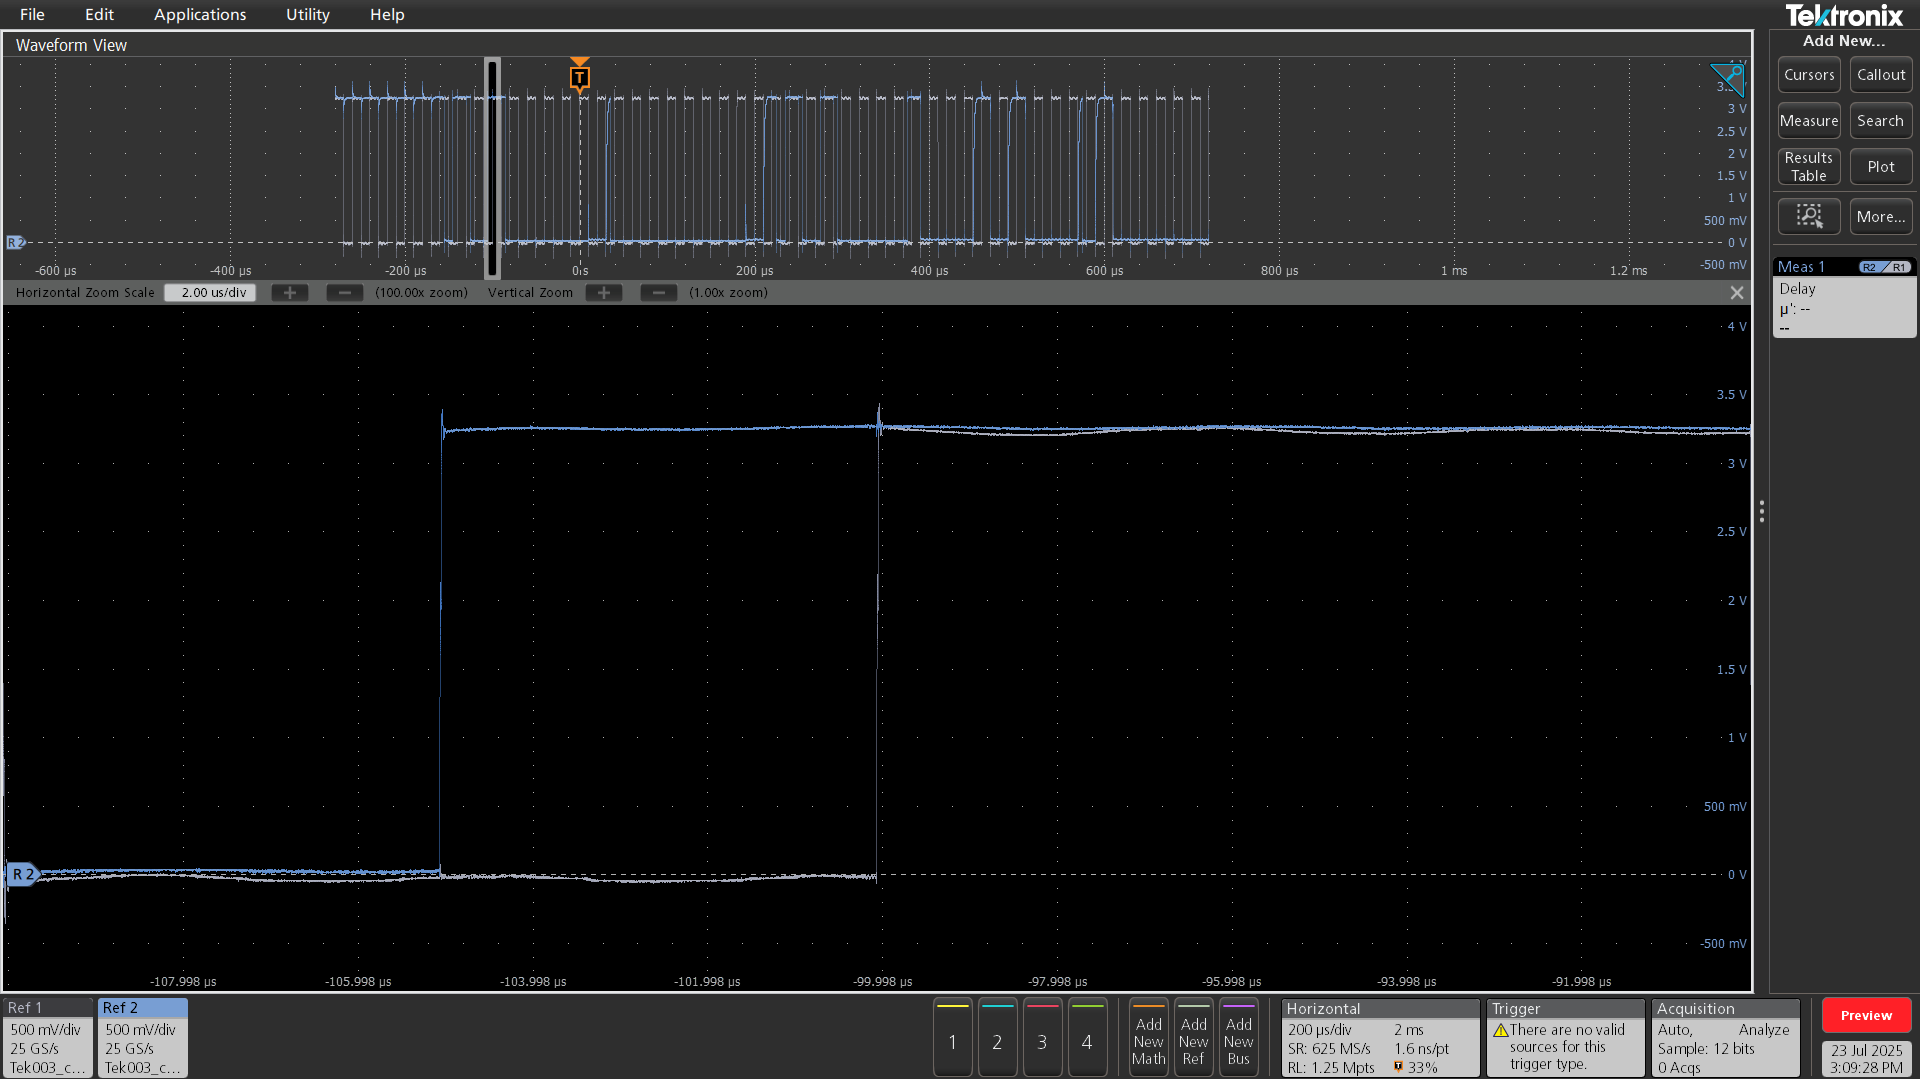 File Edit Applications Utility Help
Tektronix
Waveform View
Add New...
Cursors Callout
Measure Search
Results Table Plot
More...
T
3 V
2.5 V
2 V
1.5 V
1 V
500 mV
0 V
-500 mV
R 2
-600 µs -400 µs -200 µs 0s 200 µs 400 µs 600 µs 800 µs 1 ms 1.2 ms
Horizontal Zoom Scale 2.00 us/div + − (100.00x zoom) Vertical Zoom + − (1.00x zoom)
Meas 1 R2 R1
Delay
µ': --
--
4 V
3.5 V
3 V
2.5 V
2 V
1.5 V
1 V
500 mV
R 2
0 V
-500 mV
-107.998 µs -105.998 µs -103.998 µs -101.998 µs -99.998 µs -97.998 µs -95.998 µs -93.998 µs -91.998 µs
Ref 1
500 mV/div
25 GS/s
Tek003_c...
Ref 2
500 mV/div
25 GS/s
Tek003_c...
1 2 3 4
Add New Math
Add New Ref
Add New Bus
Horizontal
200 µs/div 2 ms
SR: 625 MS/s 1.6 ns/pt
RL: 1.25 Mpts T 33%
Trigger
There are no valid
sources for this
trigger type.
Acquisition
Auto, Analyze
Sample: 12 bits
0 Acqs
Preview
23 Jul 2025
3:09:28 PM